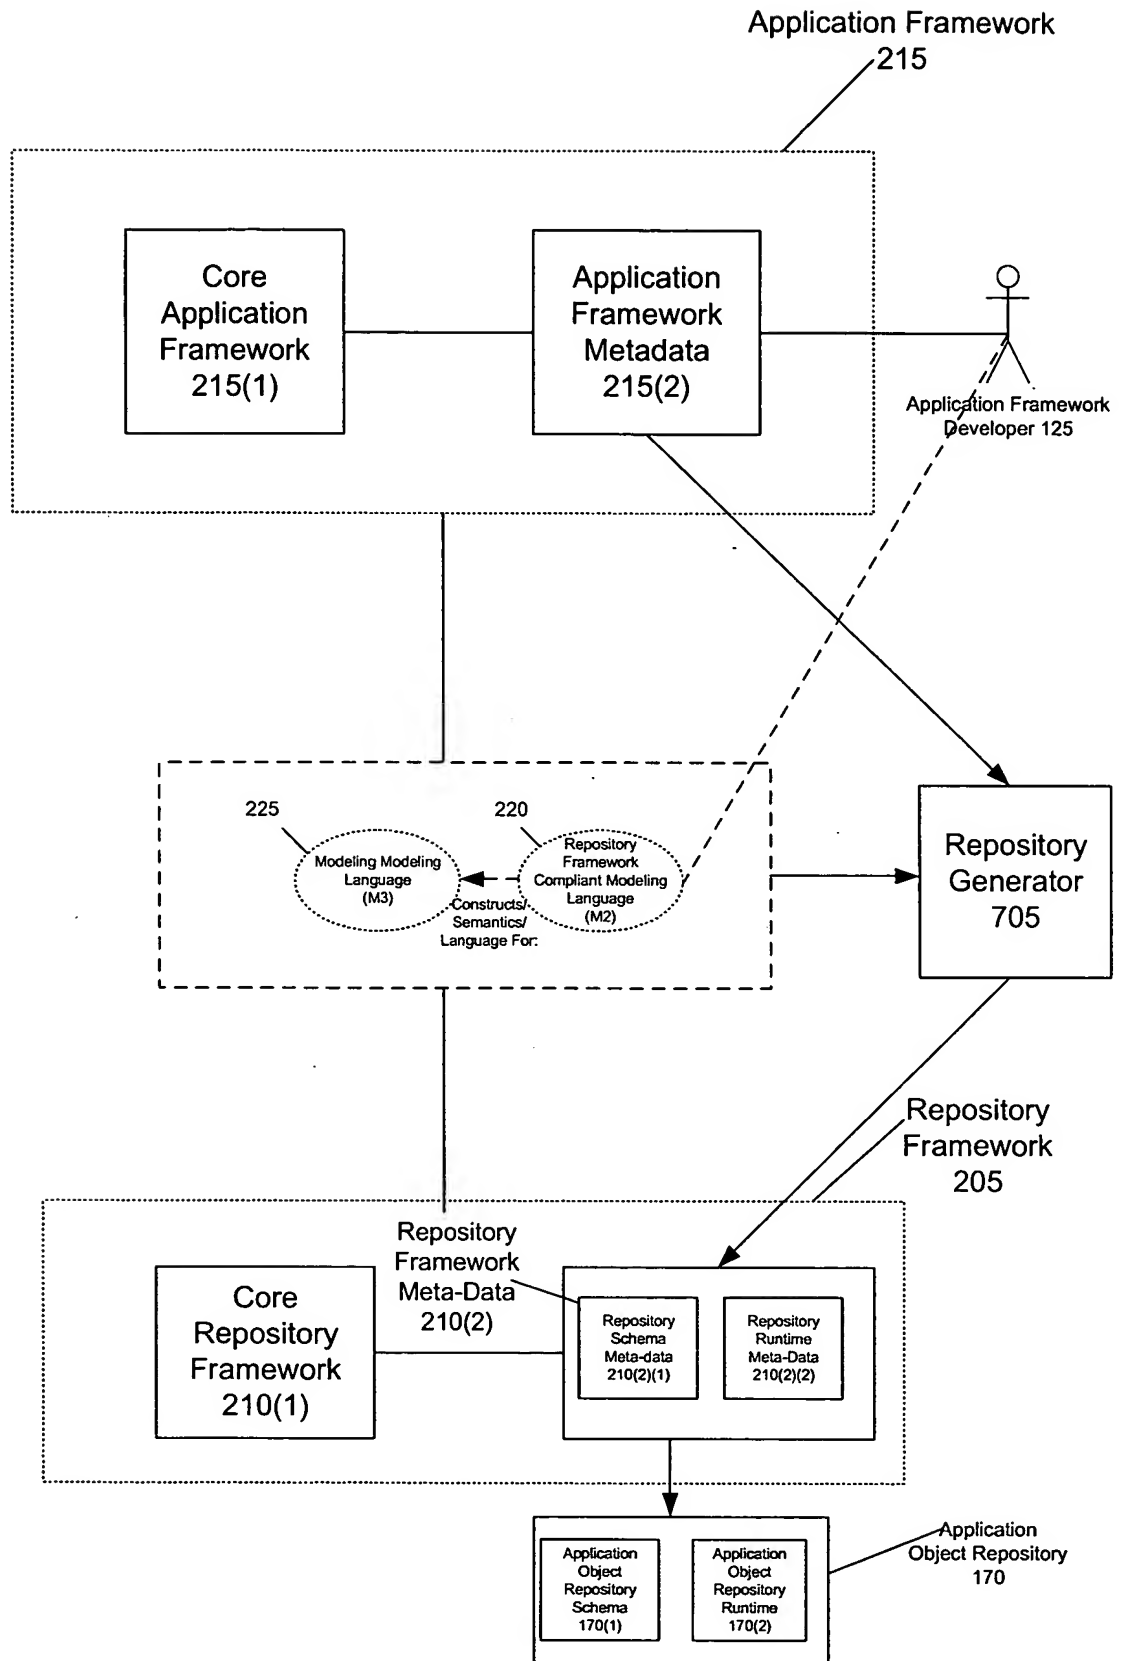 Application Framework
215
Core
Application
Framework
215(1)
Application
Framework
Metadata
215(2)
Application Framework
Developer 125
225
220
Modeling Modeling
Language
(M3)
Repository
Framework
Compliant Modeling
Language
(M2)
Constructs/
Semantics/
Language For:
Repository
Generator
705
Repository
Framework
205
Repository
Framework
Meta-Data
210(2)
Core
Repository
Framework
210(1)
Repository
Schema
Meta-data
210(2)(1)
Repository
Runtime
Meta-Data
210(2)(2)
Application
Object
Repository
Schema
170(1)
Application
Object
Repository
Runtime
170(2)
Application
Object Repository
170